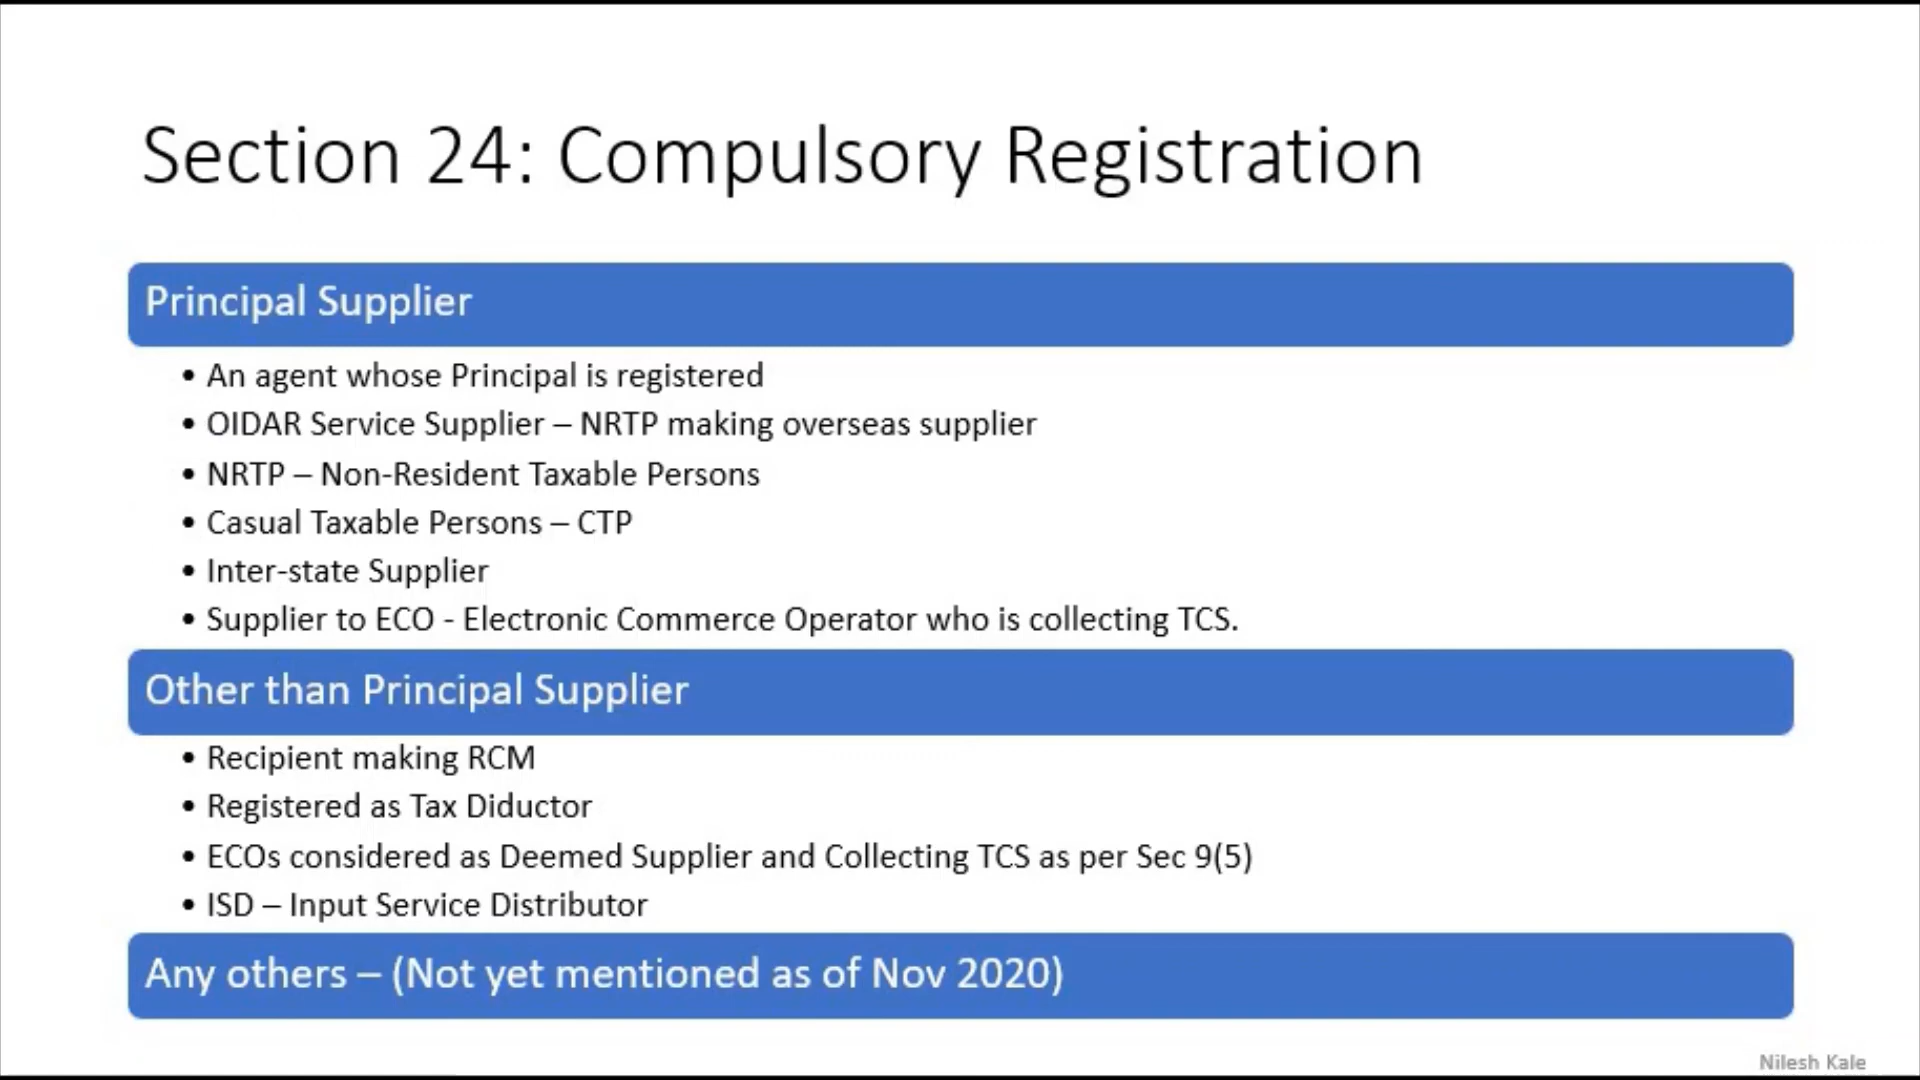 Section 24: Compulsory Registration
Principal Supplier
• An agent whose Principal is registered
• OIDAR Service Supplier – NRTP making overseas supplier
• NRTP – Non-Resident Taxable Persons
• Casual Taxable Persons – CTP
• Inter-state Supplier
• Supplier to ECO - Electronic Commerce Operator who is collecting TCS.
Other than Principal Supplier
• Recipient making RCM
• Registered as Tax Diductor
• ECOs considered as Deemed Supplier and Collecting TCS as per Sec 9(5)
• ISD – Input Service Distributor
Any others – (Not yet mentioned as of Nov 2020)
Nilesh Kale